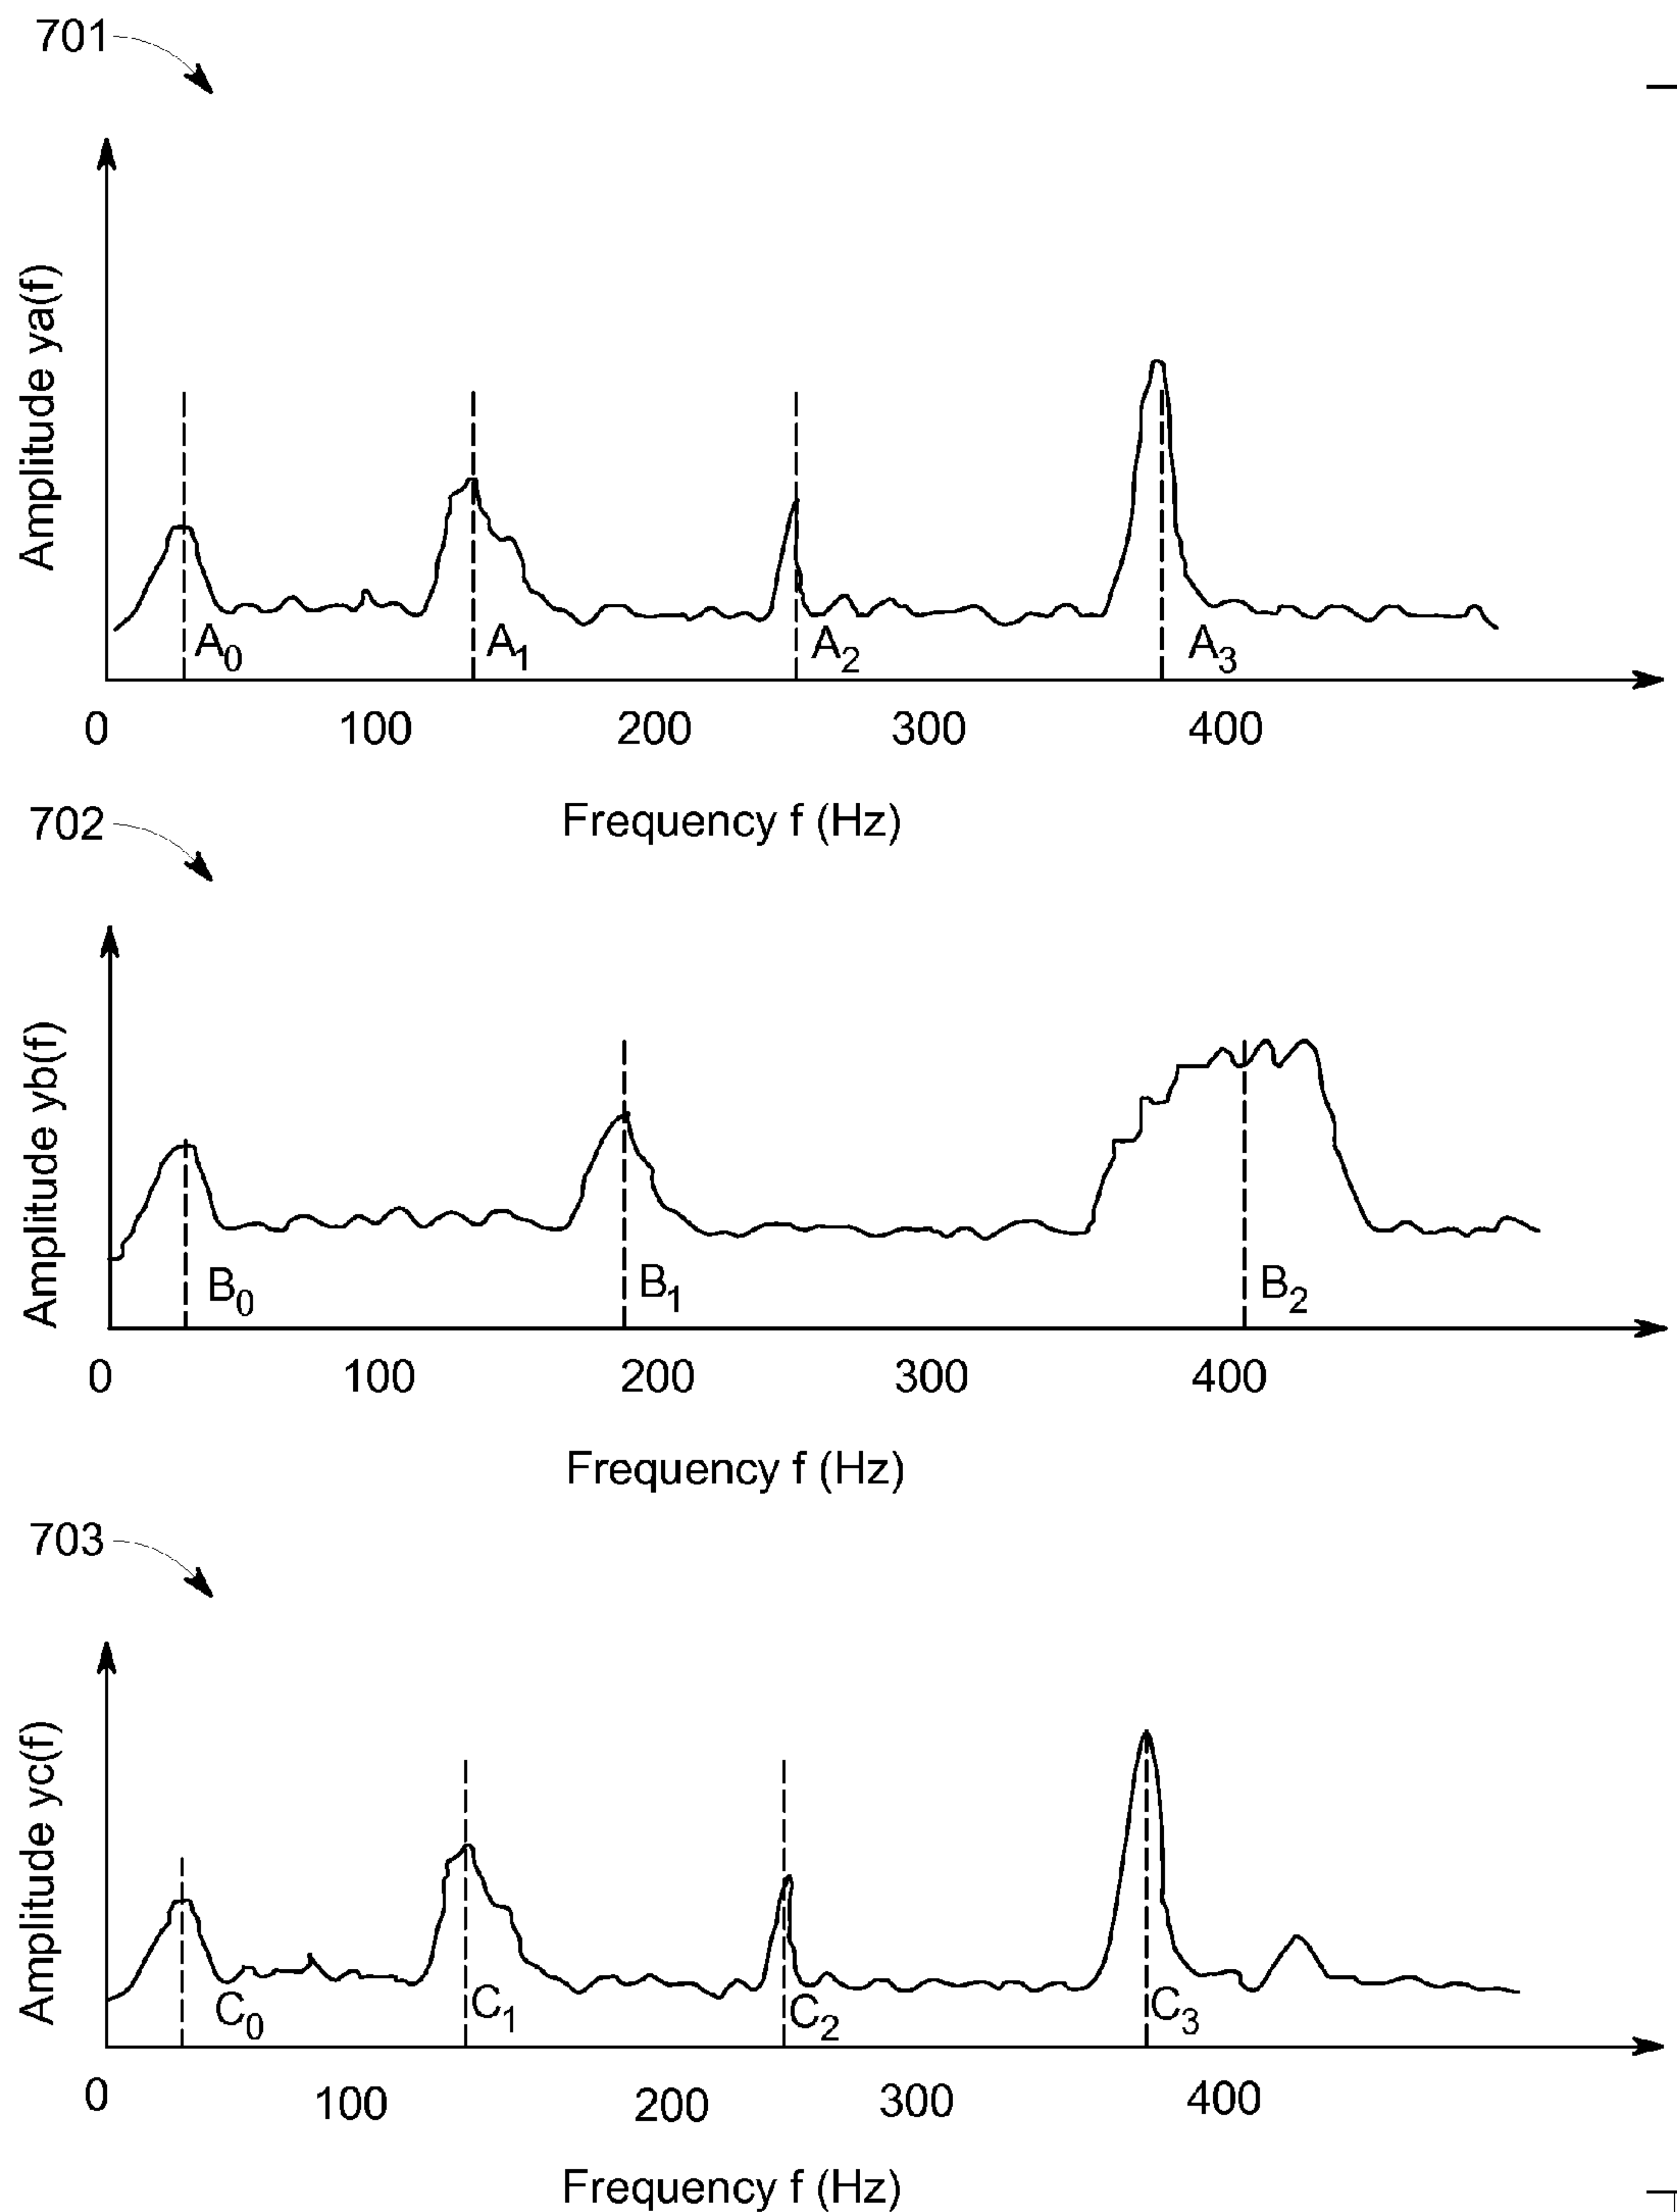 701
Amplitude ya(f)
A0 A1 A2 A3
0 100 200 300 400
Frequency f (Hz)
702
Amplitude yb(f)
B0 B1 B2
0 100 200 300 400
Frequency f (Hz)
703
Amplitude yc(f)
C0 C1 C2 C3
0 100 200 300 400
Frequency f (Hz)